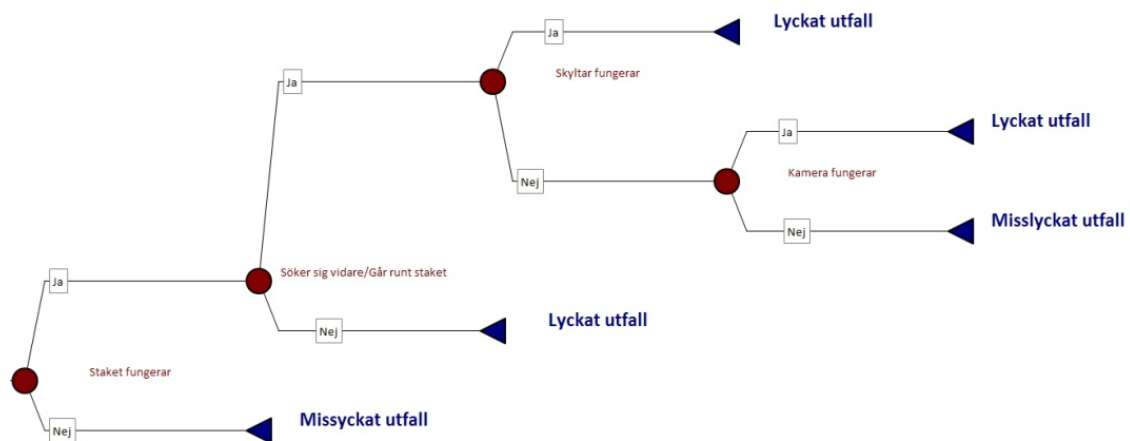 Lyckat utfall
Ja
Skyltar fungerar
Ja
Lyckat utfall
Ja
Kamera fungerar
Nej
Misslyckat utfall
Nej
Söker sig vidare/Går runt staket
Ja
Lyckat utfall
Nej
Staket fungerar
Missyckat utfall
Nej